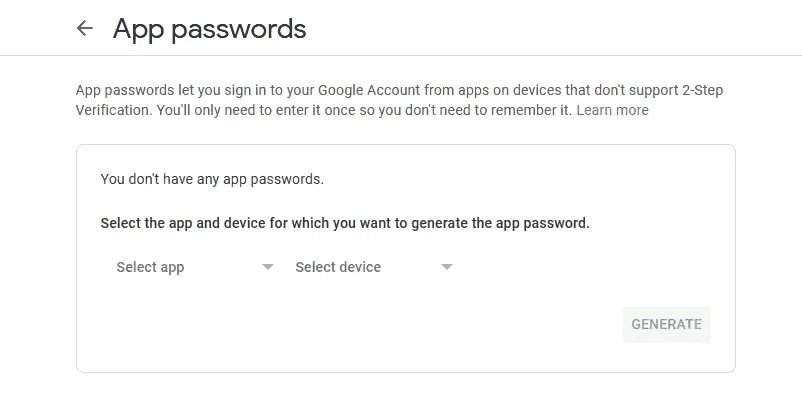 App passwords
App passwords let you sign in to your Google Account from apps on devices that don't support 2-Step
Verification. You'll only need to enter it once so you don't need to remember it. Learn more
You don't have any app passwords.
Select the app and device for which you want to generate the app password.
Select app Select device
GENERATE